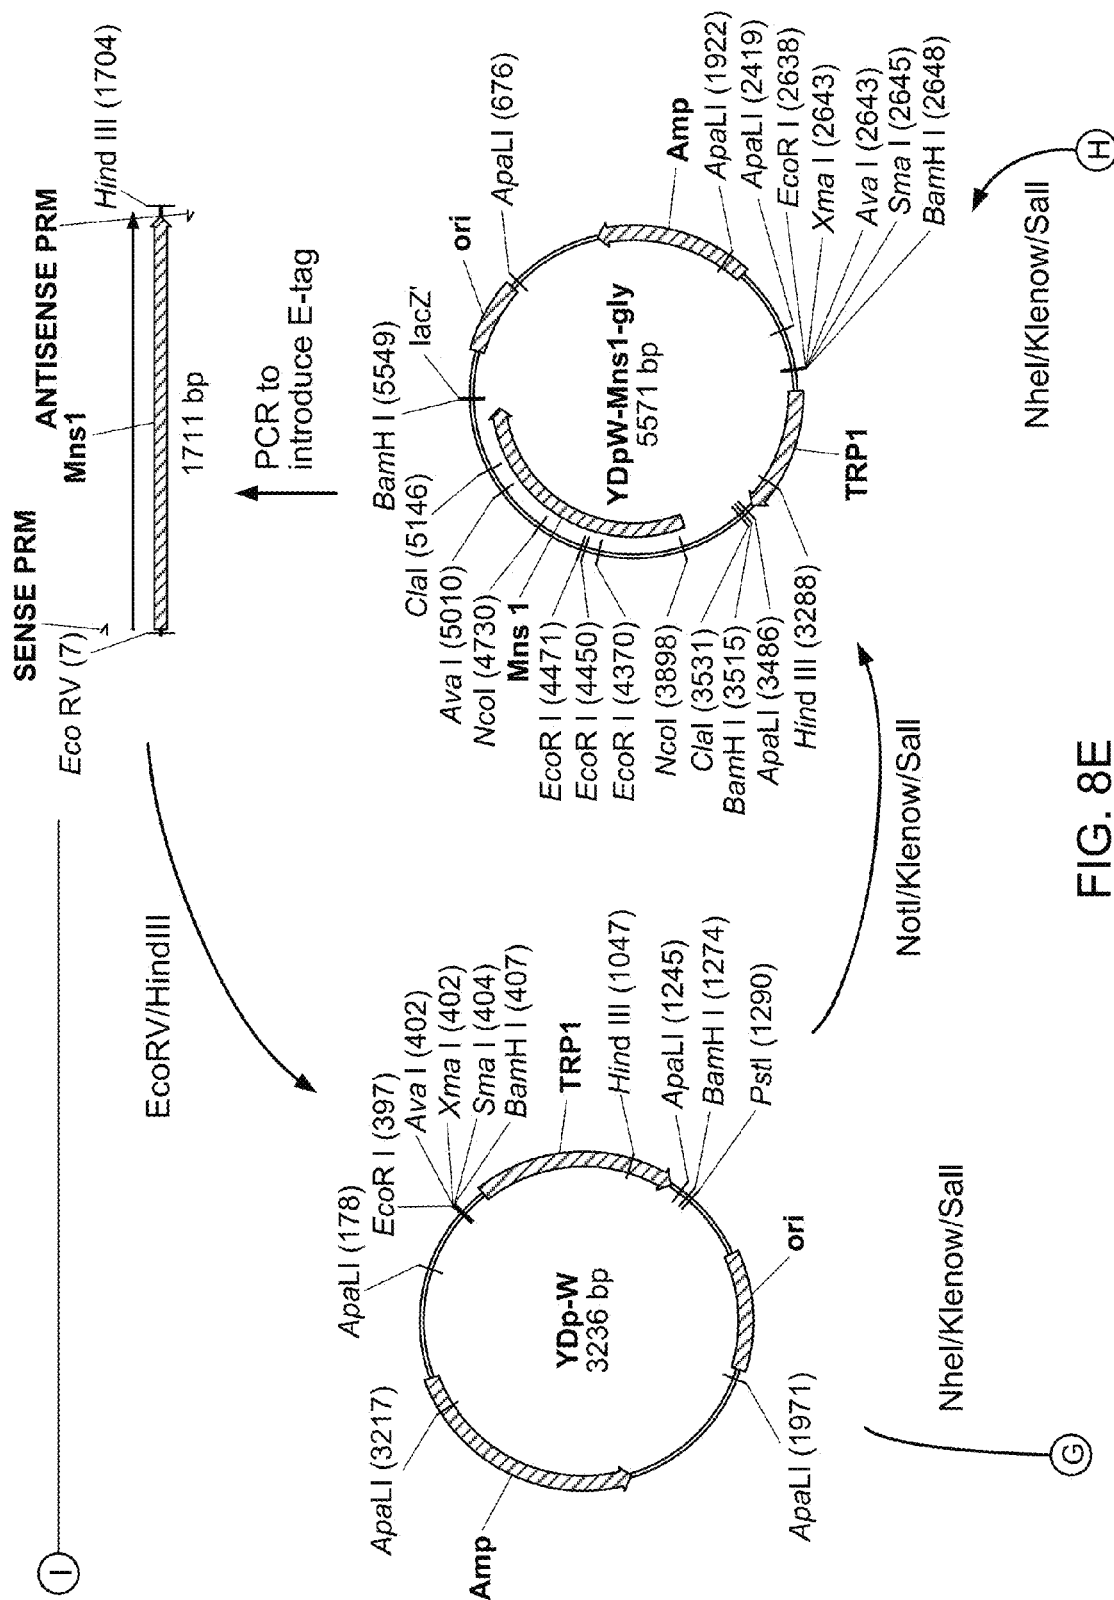 I
SENSE PRM
Eco RV (7)
ANTISENSE PRM
Mns1
1711 bp
Hind III (1704)
EcoRV/HindIII
PCR to
introduce E-tag
Amp
ApaLI (3217)
ApaLI (178)
EcoR I (397)
Ava I (402)
Xma I (402)
Sma I (404)
BamH I (407)
TRP1
Hind III (1047)
ApaLI (1245)
BamH I (1274)
PstI (1290)
ori
ApaLI (1971)
YDp-W
3236 bp
ClaI (5146)
Ava I (5010)
NcoI (4730)
Mns 1
EcoR I (4471)
EcoR I (4450)
EcoR I (4370)
NcoI (3898)
ClaI (3531)
BamH I (3515)
ApaLI (3486)
Hind III (3288)
BamH I (5549)
lacZ'
ori
ApaLI (676)
Amp
ApaLI (1922)
ApaLI (2419)
EcoR I (2638)
Xma I (2643)
Ava I (2643)
Sma I (2645)
BamH I (2648)
TRP1
YDpW-Mns1-gly
5571 bp
G
NheI/Klenow/SalI
NotI/Klenow/SalI
NheI/Klenow/SalI
H
FIG. 8E